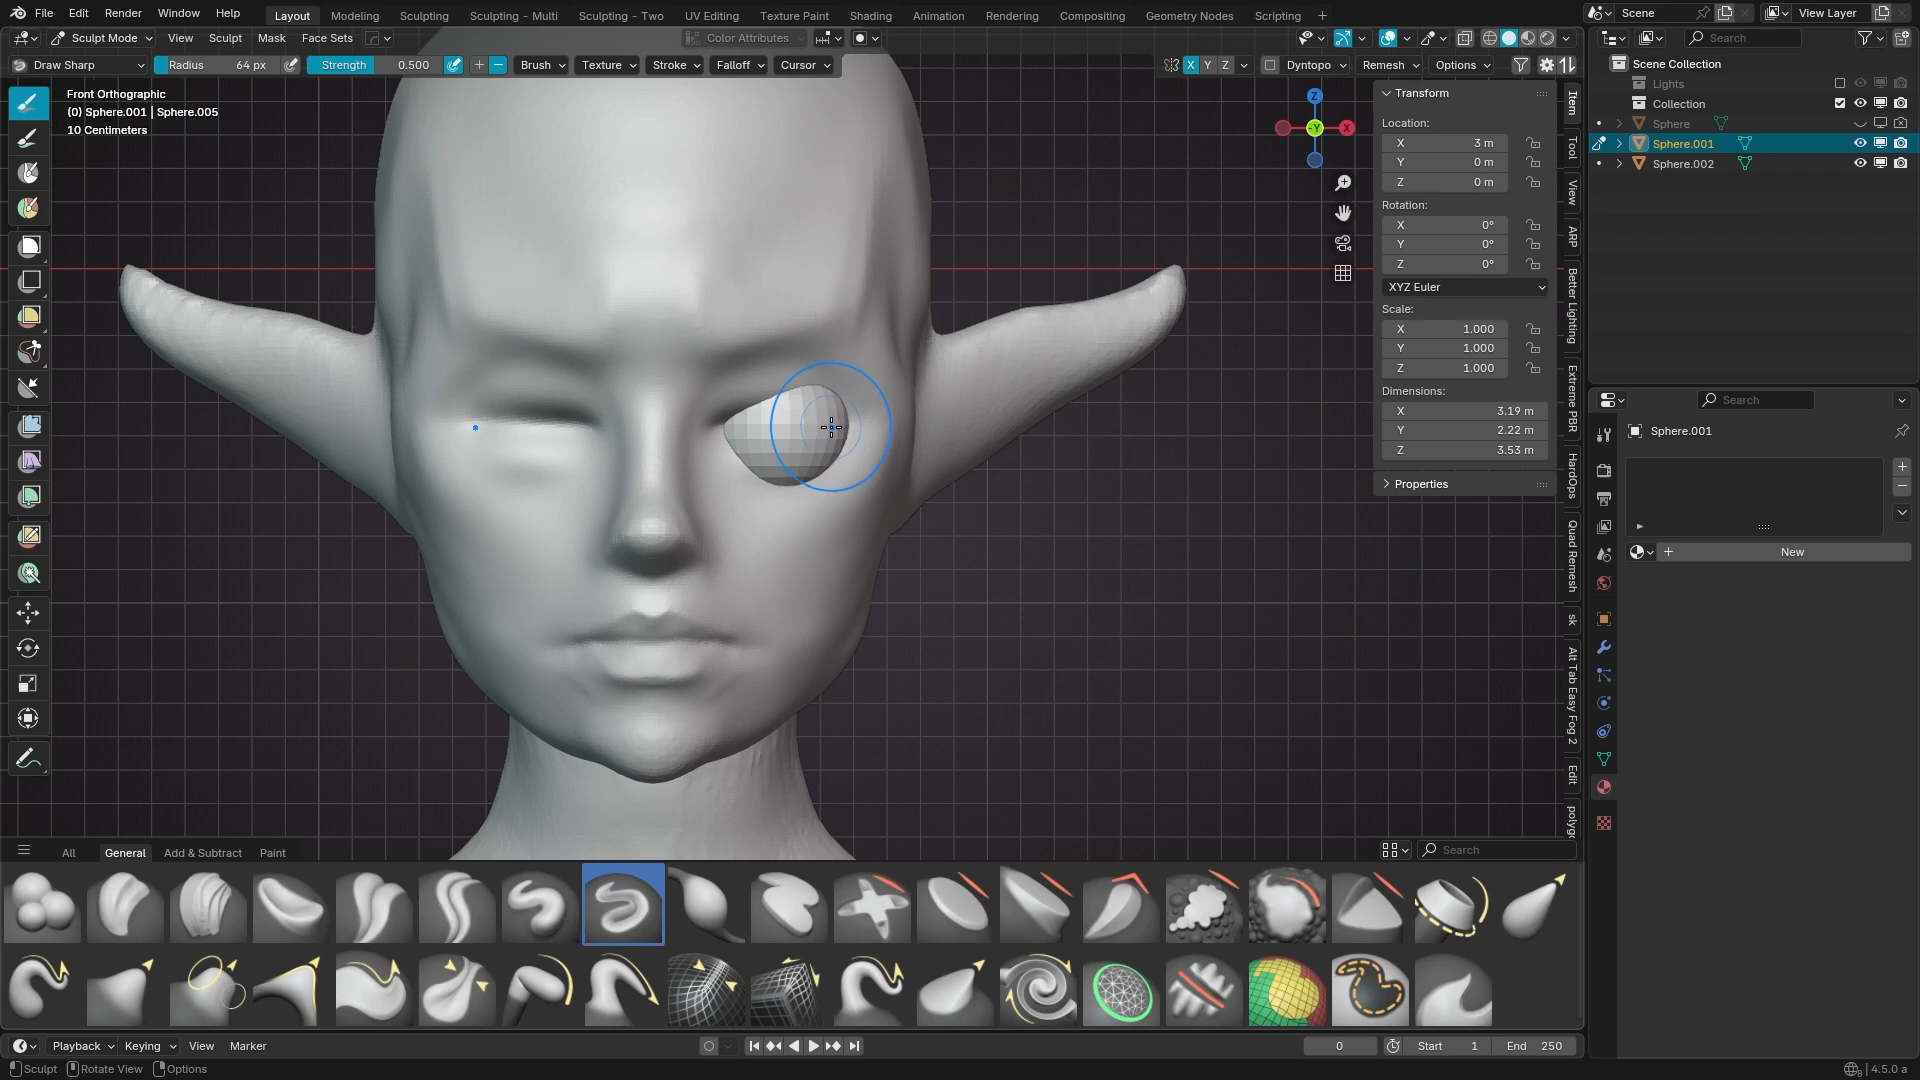 File Edit Render Window Help Layout Modeling Sculpting Sculpting - Multi Sculpting - Two UV Editing Texture Paint Shading Animation Rendering Compositing Geometry Nodes Scripting + Scene View Layer
Sculpt Mode View Sculpt Mask Face Sets Color Attributes Search
Draw Sharp Radius 64 px Strength 0.500 Brush Texture Stroke Falloff Cursor X Y Z Dyntopo Remesh Options
Scene Collection
Lights
Collection
Sphere
Sphere.001
Sphere.002
Front Orthographic
(0) Sphere.001 | Sphere.005
10 Centimeters
Z
-Y
X
Transform
Location:
X 3 m
Y 0 m
Z 0 m
Rotation:
X 0°
Y 0°
Z 0°
XYZ Euler
Scale:
X 1.000
Y 1.000
Z 1.000
Dimensions:
X 3.19 m
Y 2.22 m
Z 3.53 m
Properties
Item
Tool
View
ARP
Better Lighting
Extreme PBR
HardOps
Quad Remesh
sk
Alt Tab Easy Fog 2
Edit
Search
Sphere.001
New
All General Add & Subtract Paint Search
Playback Keying View Marker 0 Start 1 End 250
Sculpt Rotate View Options 4.5.0 a